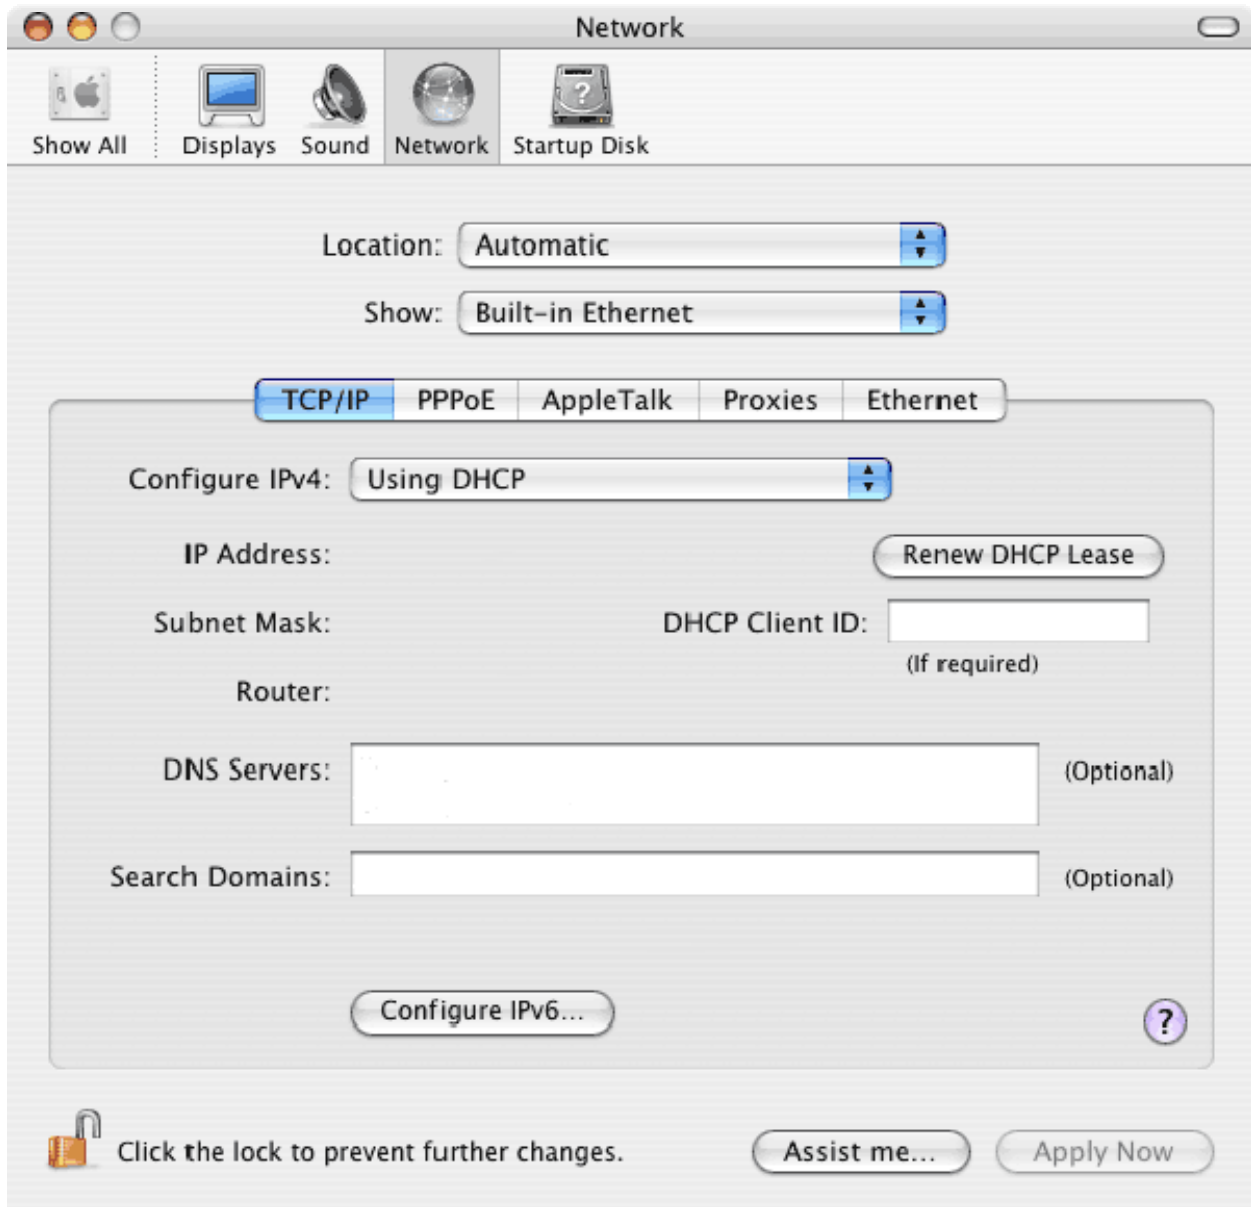 Network
Show All Displays Sound Network Startup Disk
Location: Automatic
Show: Built-in Ethernet
TCP/IP PPPoE AppleTalk Proxies Ethernet
Configure IPv4: Using DHCP
IP Address: Renew DHCP Lease
Subnet Mask: DHCP Client ID:
(If required)
Router:
DNS Servers: (Optional)
Search Domains: (Optional)
Configure IPv6... ?
Click the lock to prevent further changes. Assist me... Apply Now